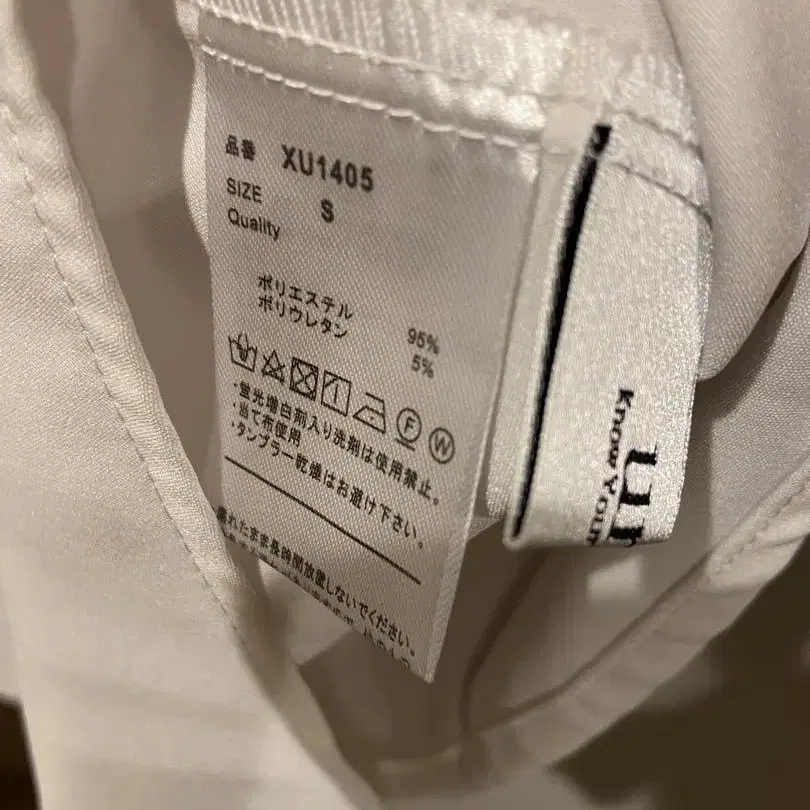 品番 XU1405
SIZE S
Quality
ポリエステル 95%
ポリウレタン 5%
F W
・蛍光増白剤入り洗剤は使用禁止。
・当て布使用
・タンブラー乾燥はお避け下さい。
濡れたまま長時間放置しないでください。
un
Know YOUR